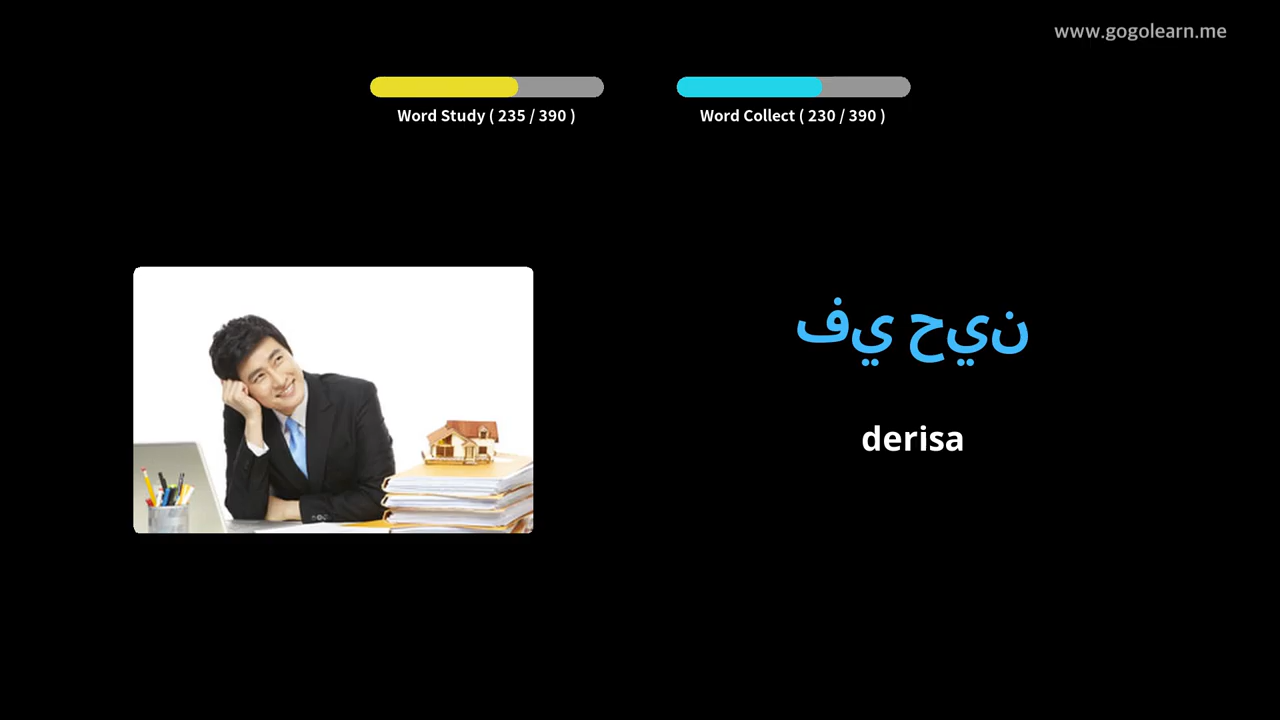 www.gogolearn.me
Word Study ( 235 / 390 )
Word Collect ( 230 / 390 )
في حين
derisa